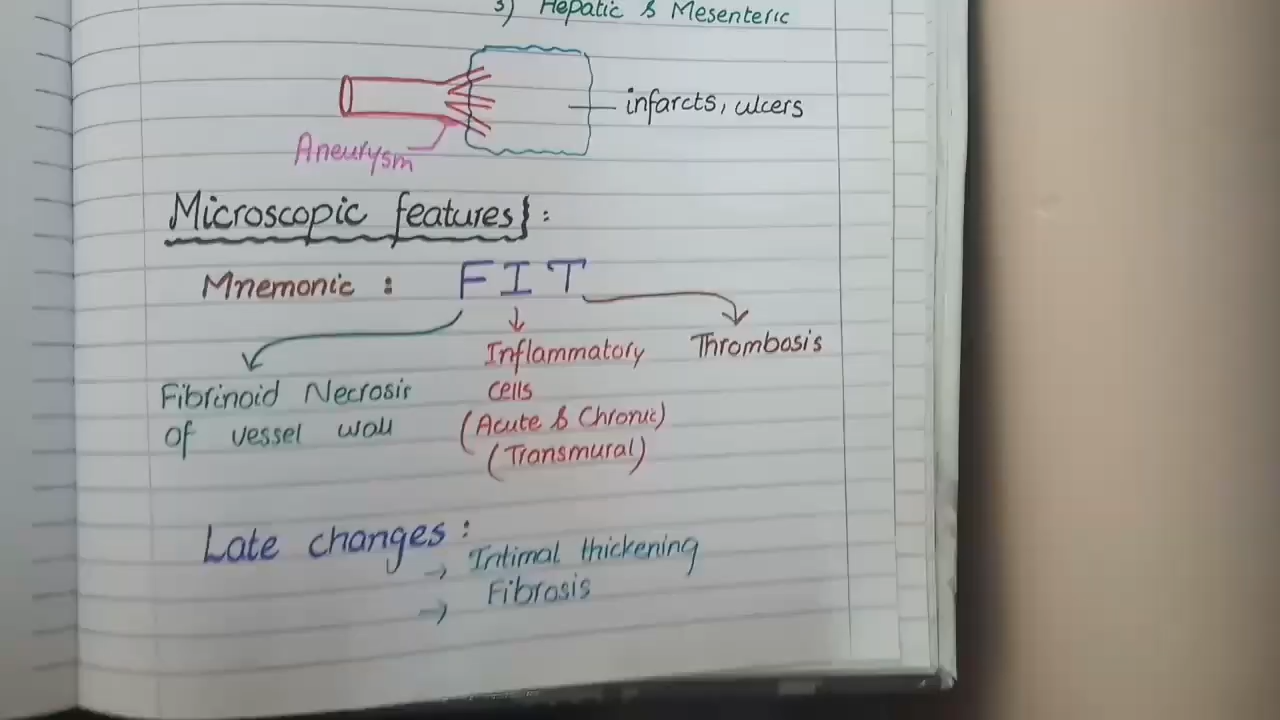 3) Hepatic & Mesenteric
infarcts, ulcers
Aneurysm
Microscopic features} :
Mnemonic : FIT
Thrombosis
Inflammatory
cells
(Acute & Chronic)
(Transmural)
Fibrinoid Necrosis
of vessel wall
Late changes :
→ Intimal thickening
→ Fibrosis